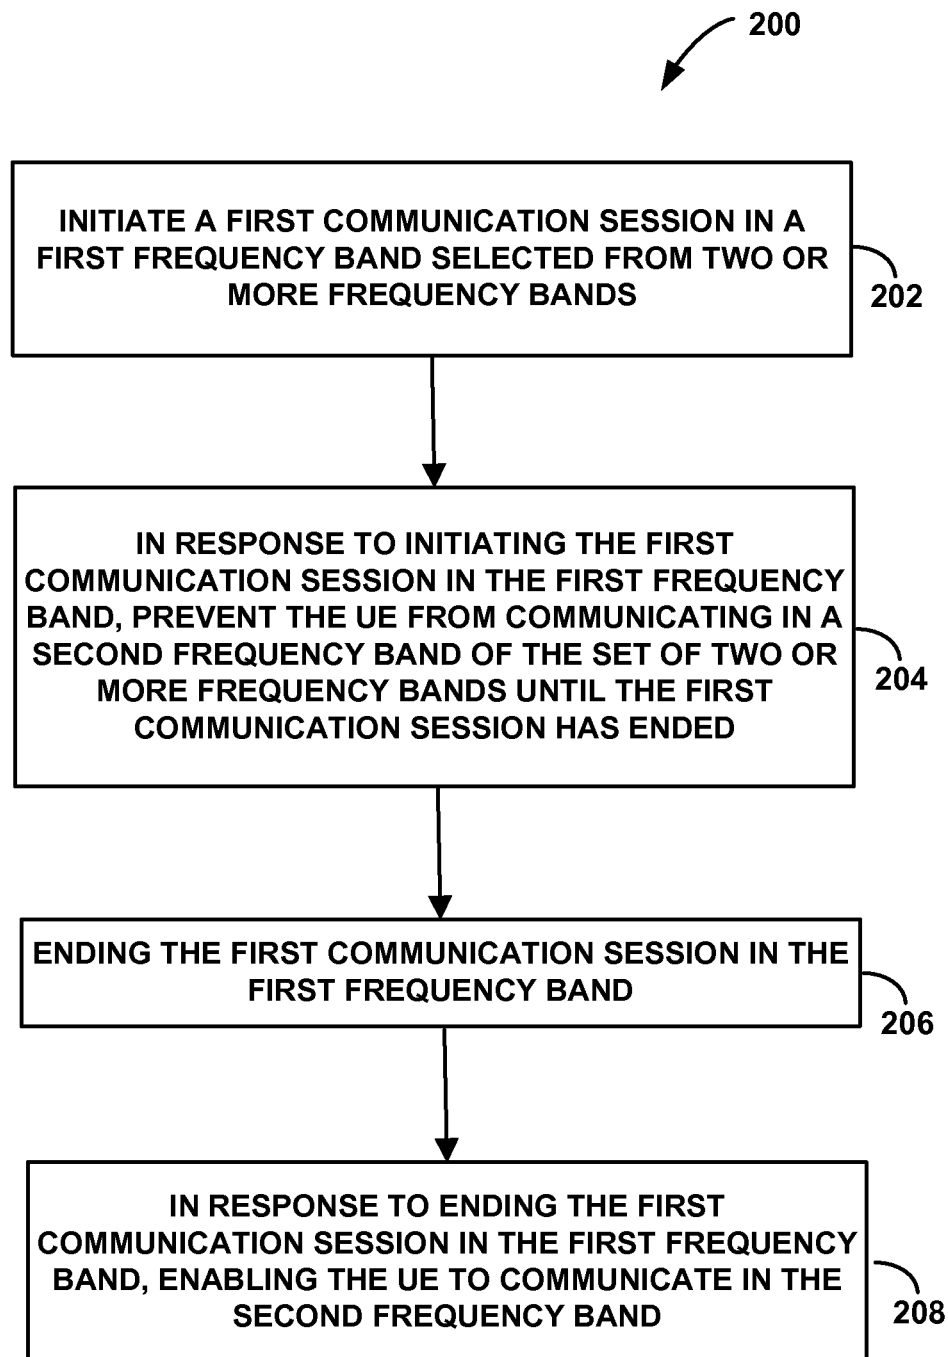 200
INITIATE A FIRST COMMUNICATION SESSION IN A
FIRST FREQUENCY BAND SELECTED FROM TWO OR
MORE FREQUENCY BANDS
202
IN RESPONSE TO INITIATING THE FIRST
COMMUNICATION SESSION IN THE FIRST FREQUENCY
BAND, PREVENT THE UE FROM COMMUNICATING IN A
SECOND FREQUENCY BAND OF THE SET OF TWO OR
MORE FREQUENCY BANDS UNTIL THE FIRST
COMMUNICATION SESSION HAS ENDED
204
ENDING THE FIRST COMMUNICATION SESSION IN THE
FIRST FREQUENCY BAND
206
IN RESPONSE TO ENDING THE FIRST
COMMUNICATION SESSION IN THE FIRST FREQUENCY
BAND, ENABLING THE UE TO COMMUNICATE IN THE
SECOND FREQUENCY BAND
208